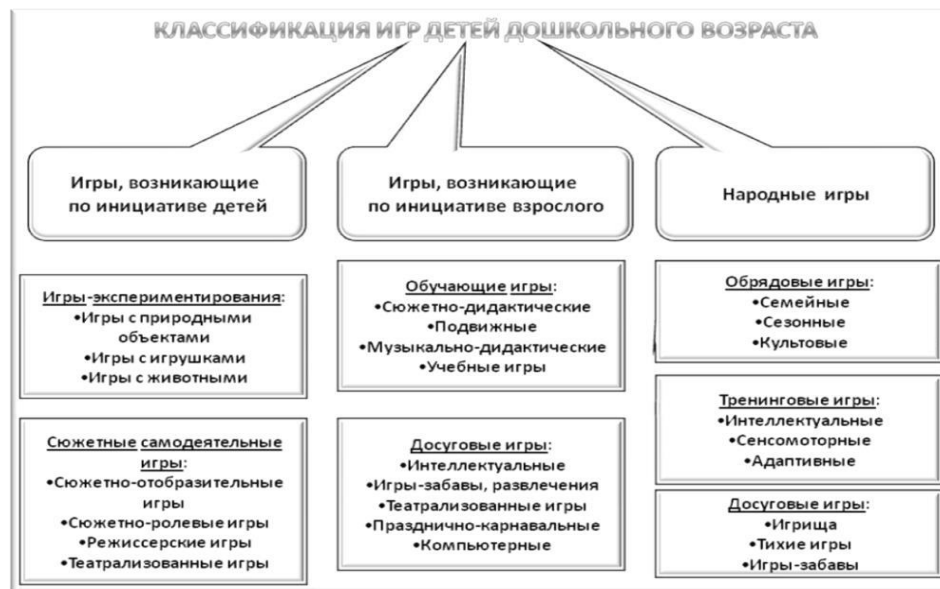 КЛАССИФИКАЦИЯ ИГР ДЕТЕЙ ДОШКОЛЬНОГО ВОЗРАСТА
Игры, возникающие
по инициативе детей
Игры-экспериментирования:
•Игры с природными
объектами
•Игры с игрушками
•Игры с животными
Сюжетные самодеятельные
игры:
•Сюжетно-отобразительные
игры
•Сюжетно-ролевые игры
•Режиссерские игры
•Театрализованные игры
Игры, возникающие
по инициативе взрослого
Обучающие игры:
•Сюжетно-дидактические
•Подвижные
•Музыкально-дидактические
•Учебные игры
Досуговые игры:
•Интеллектуальные
•Игры-забавы, развлечения
•Театрализованные игры
•Празднично-карнавальные
•Компьютерные
Народные игры
Обрядовые игры:
•Семейные
•Сезонные
•Культовые
Тренинговые игры:
•Интеллектуальные
•Сенсомоторные
•Адаптивные
Досуговые игры:
•Игрища
•Тихие игры
•Игры-забавы